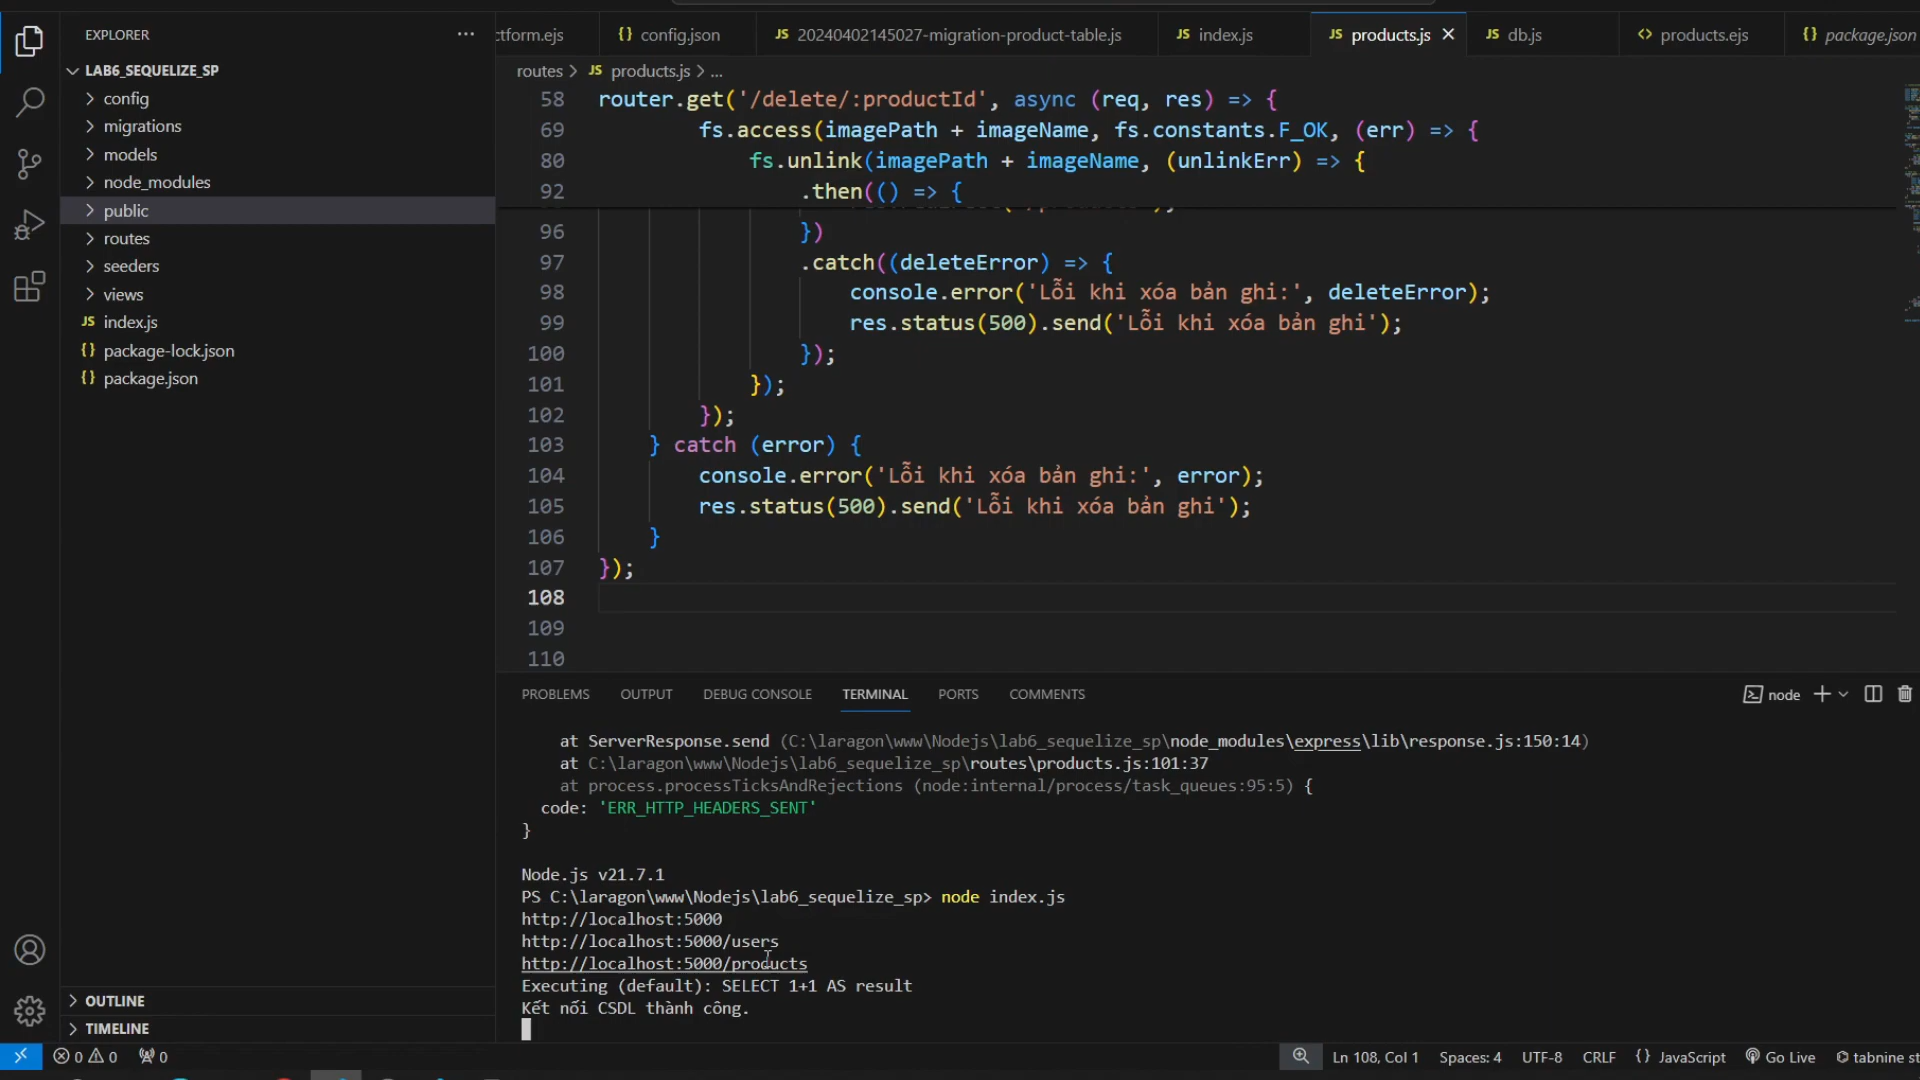 EXPLORER
LAB6_SEQUELIZE_SP
config
migrations
models
node_modules
public
routes
seeders
views
JS index.js
{} package-lock.json
{} package.json
OUTLINE
TIMELINE
ctform.ejs
{} config.json
JS 20240402145027-migration-product-table.js
JS index.js
JS products.js
JS db.js
<> products.ejs
{} package.json
routes > JS products.js > ...
58 router.get('/delete/:productId', async (req, res) => {
69 fs.access(imagePath + imageName, fs.constants.F_OK, (err) => {
80 fs.unlink(imagePath + imageName, (unlinkErr) => {
92 .then(() => {
96 })
97 .catch((deleteError) => {
98 console.error('Lỗi khi xóa bản ghi:', deleteError);
99 res.status(500).send('Lỗi khi xóa bản ghi');
100 });
101 });
102 });
103 } catch (error) {
104 console.error('Lỗi khi xóa bản ghi:', error);
105 res.status(500).send('Lỗi khi xóa bản ghi');
106 }
107 });
108
109
110
PROBLEMS OUTPUT DEBUG CONSOLE TERMINAL PORTS COMMENTS
node
at ServerResponse.send (C:\laragon\www\Nodejs\lab6_sequelize_sp\node_modules\express\lib\response.js:150:14)
at C:\laragon\www\Nodejs\lab6_sequelize_sp\routes\products.js:101:37
at process.processTicksAndRejections (node:internal/process/task_queues:95:5) {
code: 'ERR_HTTP_HEADERS_SENT'
}
Node.js v21.7.1
PS C:\laragon\www\Nodejs\lab6_sequelize_sp> node index.js
http://localhost:5000
http://localhost:5000/users
http://localhost:5000/products
Executing (default): SELECT 1+1 AS result
Kết nối CSDL thành công.
0 0 0
Ln 108, Col 1 Spaces: 4 UTF-8 CRLF {} JavaScript Go Live tabnine st